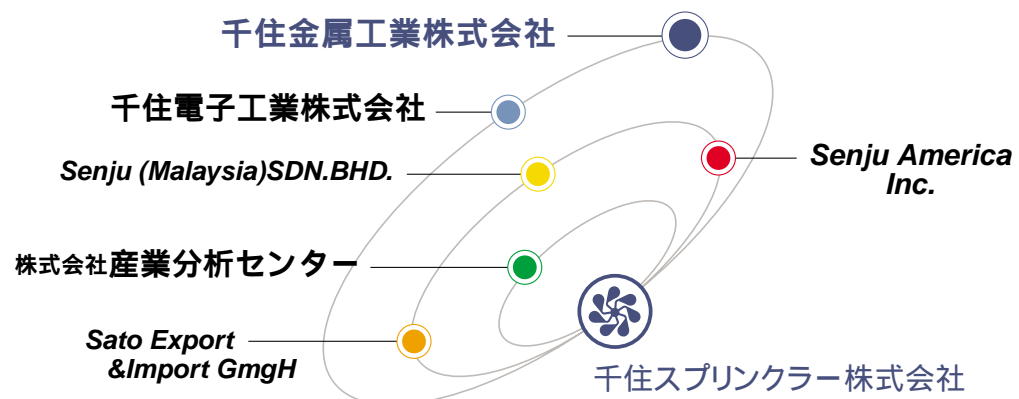 千住金属工業株式会社
千住電子工業株式会社
Senju (Malaysia)SDN.BHD.
Senju America
Inc.
株式会社産業分析センター
Sato Export
&Import GmgH
千住スプリンクラー株式会社